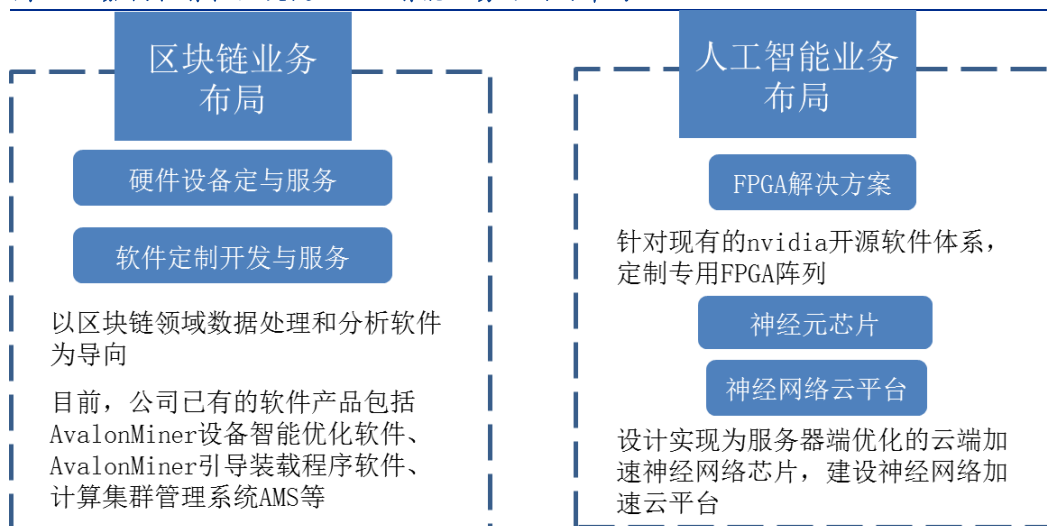 区块链业务
布局
硬件设备定与服务
软件定制开发与服务
以区块链领域数据处理和分析软件
为导向
目前，公司已有的软件产品包括
AvalonMiner设备智能优化软件、
AvalonMiner引导装载程序软件、
计算集群管理系统AMS等
人工智能业务
布局
FPGA解决方案
针对现有的nvidia开源软件体系，
定制专用FPGA阵列
神经元芯片
神经网络云平台
设计实现为服务器端优化的云端加
速神经网络芯片，建设神经网络加
速云平台